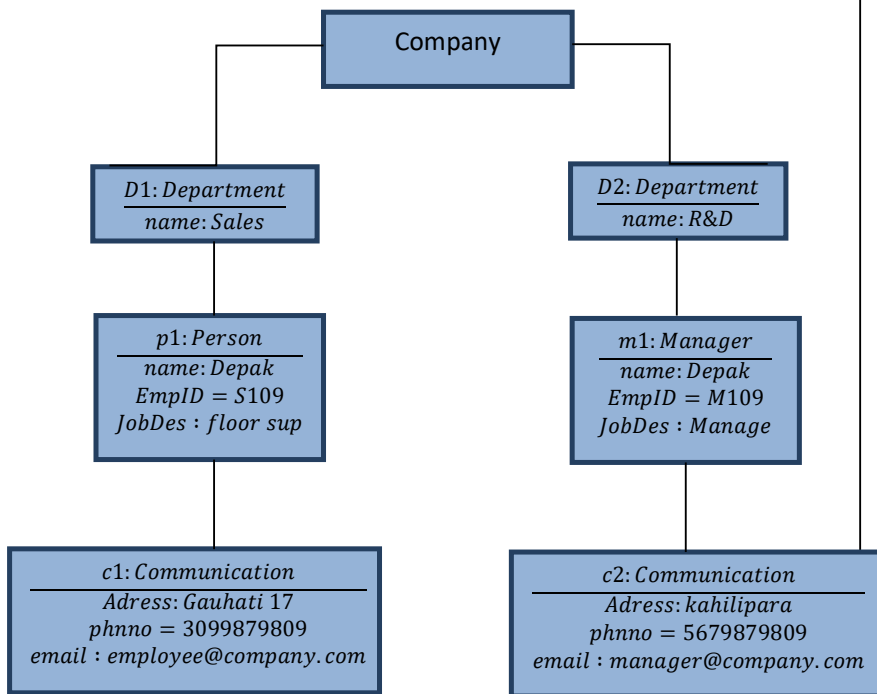 Company
D1: Department
name: Sales
D2: Department
name: R&D
p1: Person
name: Depak
EmpID = S109
JobDes : floor sup
m1: Manager
name: Depak
EmpID = M109
JobDes : Manage
c1: Communication
Adress: Gauhati 17
phnno = 3099879809
email : employee@company.com
c2: Communication
Adress: kahilipara
phnno = 5679879809
email : manager@company.com